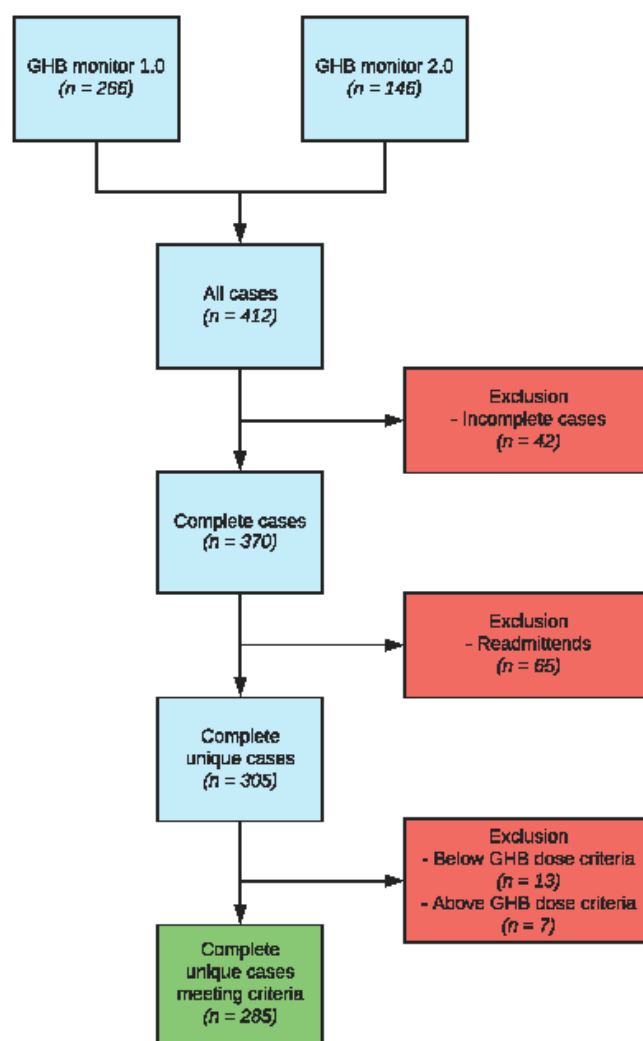 GHB monitor 1.0
(n = 266)
GHB monitor 2.0
(n = 146)
All cases
(n = 412)
Exclusion
- Incomplete cases
(n = 42)
Complete cases
(n = 370)
Exclusion
- Readmittends
(n = 65)
Complete
unique cases
(n = 305)
Exclusion
- Below GHB dose criteria
(n = 13)
- Above GHB dose criteria
(n = 7)
Complete
unique cases
meeting criteria
(n = 285)